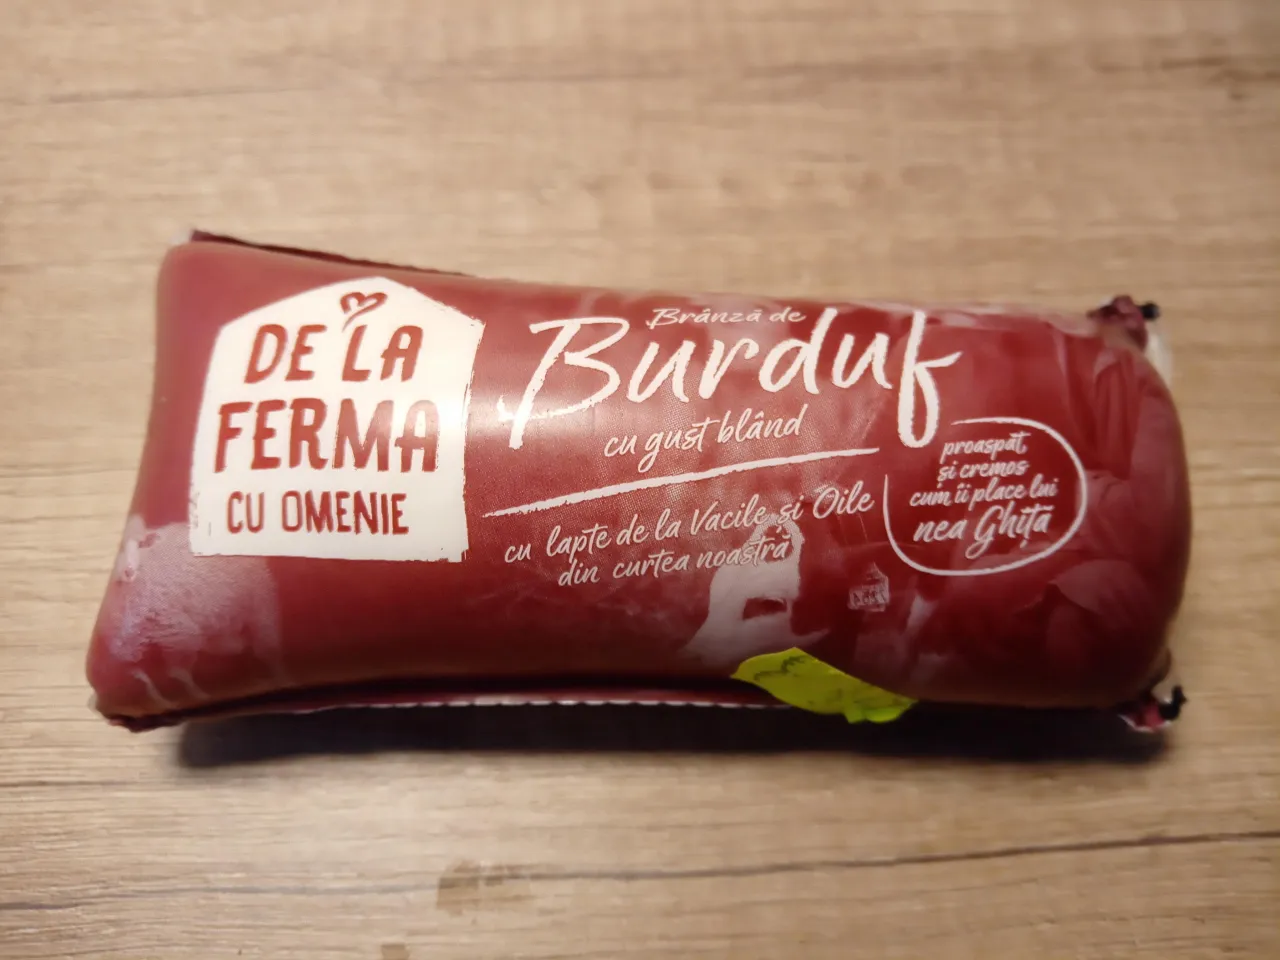 DE LA
FERMA
CU OMENIE
Brânză de
Burduf
cu gust blând
cu lapte de la Vacile și Oile
din curtea noastră
proaspăt
și cremos
cum îi place lui
nea Ghiță